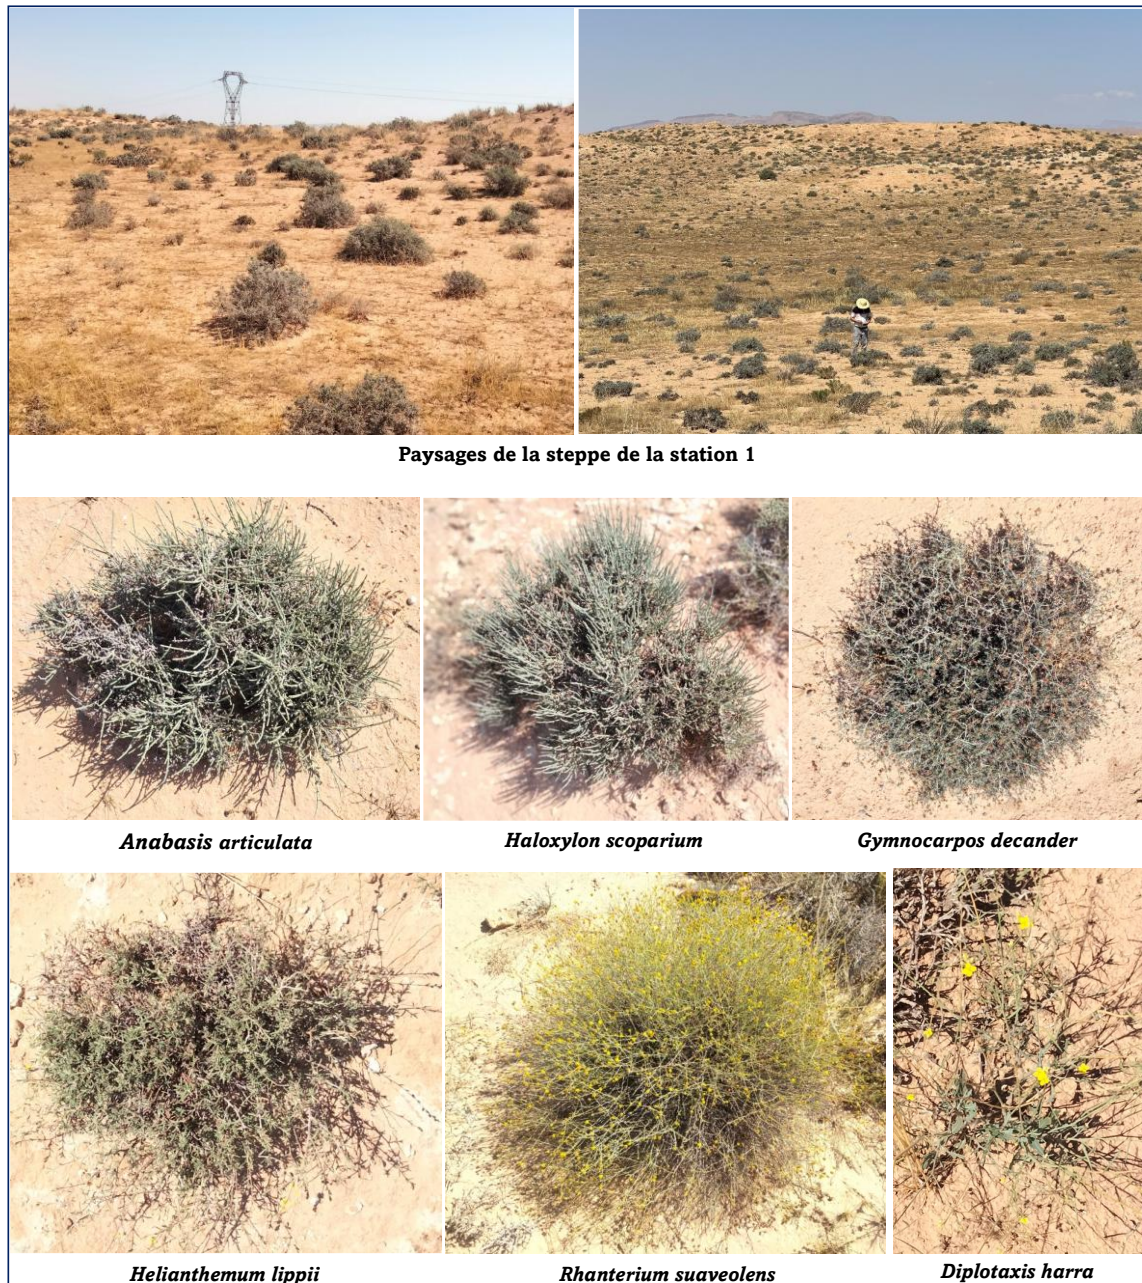 Paysages de la steppe de la station 1
Anabasis articulata
Haloxylon scoparium
Gymnocarpos decander
Helianthemum lippii
Rhanterium suaveolens
Diplotaxis harra